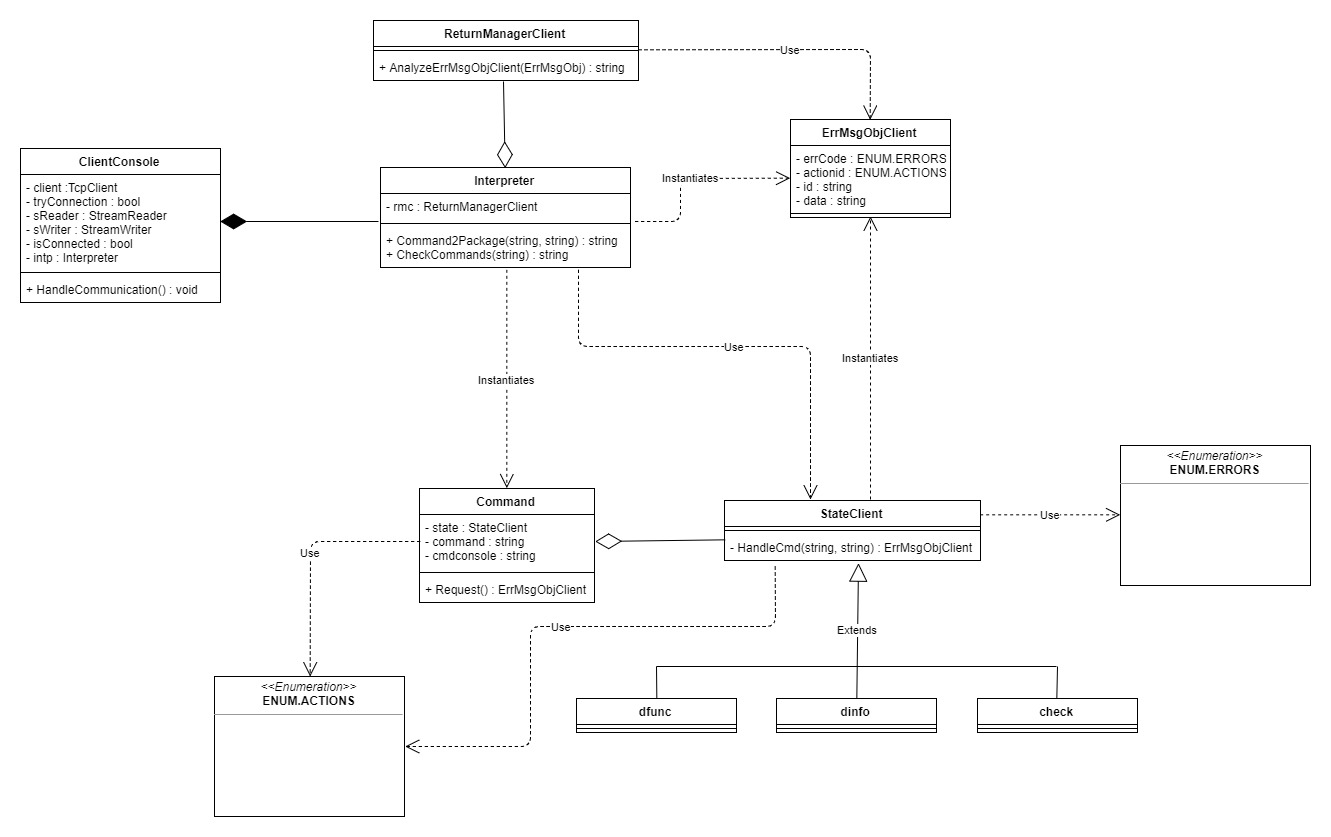 ReturnManagerClient
+ AnalyzeErrMsgObjClient(ErrMsgObj) : string
Use
ErrMsgObjClient
- errCode : ENUM.ERRORS
- actionid : ENUM.ACTIONS
- id : string
- data : string
ClientConsole
- client :TcpClient
- tryConnection : bool
- sReader : StreamReader
- sWriter : StreamWriter
- isConnected : bool
- intp : Interpreter
+ HandleCommunication() : void
Interpreter
- rmc : ReturnManagerClient
+ Command2Package(string, string) : string
+ CheckCommands(string) : string
Instantiates
Use
Instantiates
Instantiates
<<Enumeration>>
ENUM.ERRORS
Command
- state : StateClient
- command : string
- cmdconsole : string
+ Request() : ErrMsgObjClient
StateClient
- HandleCmd(string, string) : ErrMsgObjClient
Use
Use
Use
Extends
<<Enumeration>>
ENUM.ACTIONS
dfunc
dinfo
check